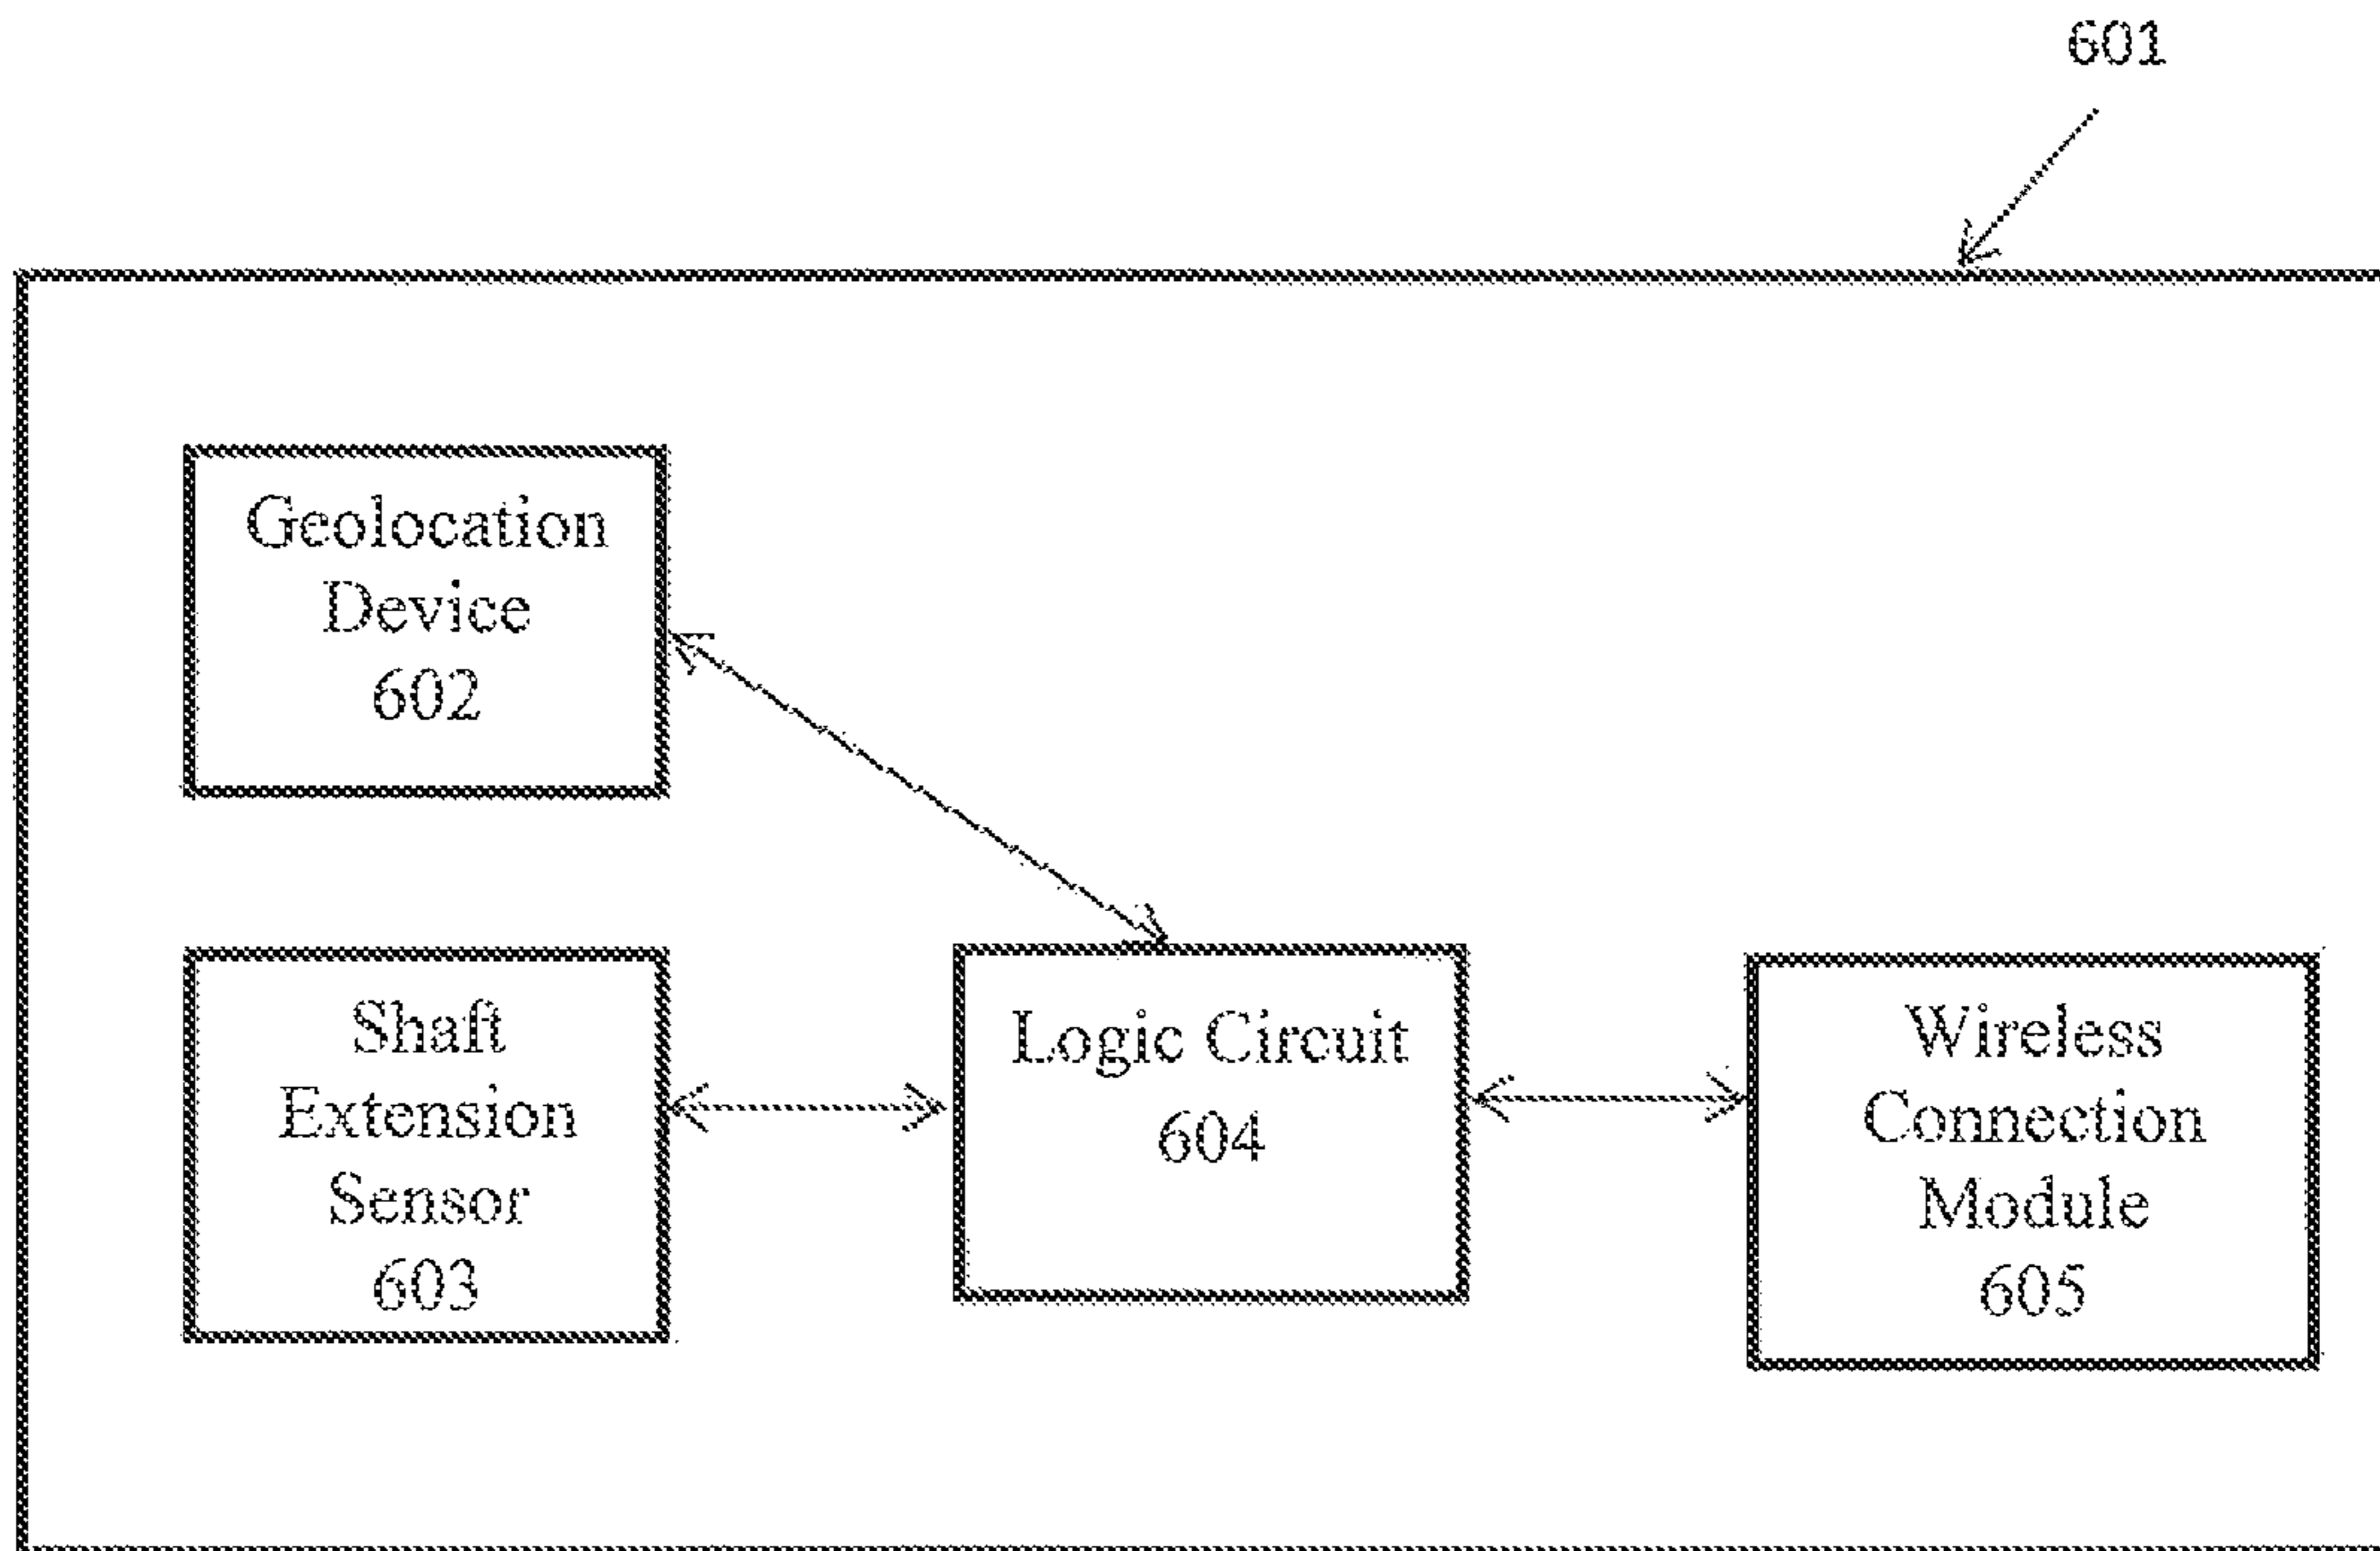 601
Geolocation
Device
602
Shaft
Extension
Sensor
603
Logic Circuit
604
Wireless
Connection
Module
605